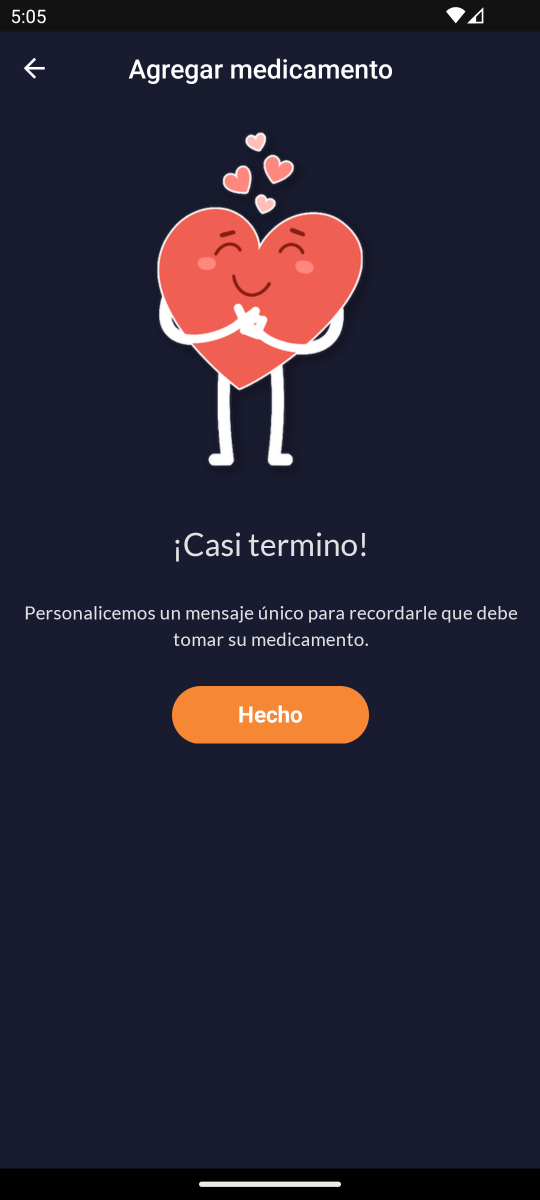 5:05
Agregar medicamento
¡Casi termino!
Personalicemos un mensaje único para recordarle que debe
tomar su medicamento.
Hecho